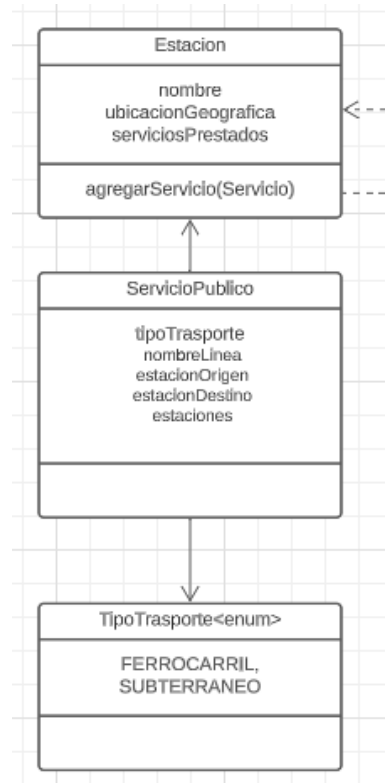 Estacion
nombre
ubicacionGeografica
serviciosPrestados
agregarServicio(Servicio)
ServicioPublico
tipoTrasporte
nombreLinea
estacionOrigen
estacionDestino
estaciones
TipoTrasporte<enum>
FERROCARRIL,
SUBTERRANEO